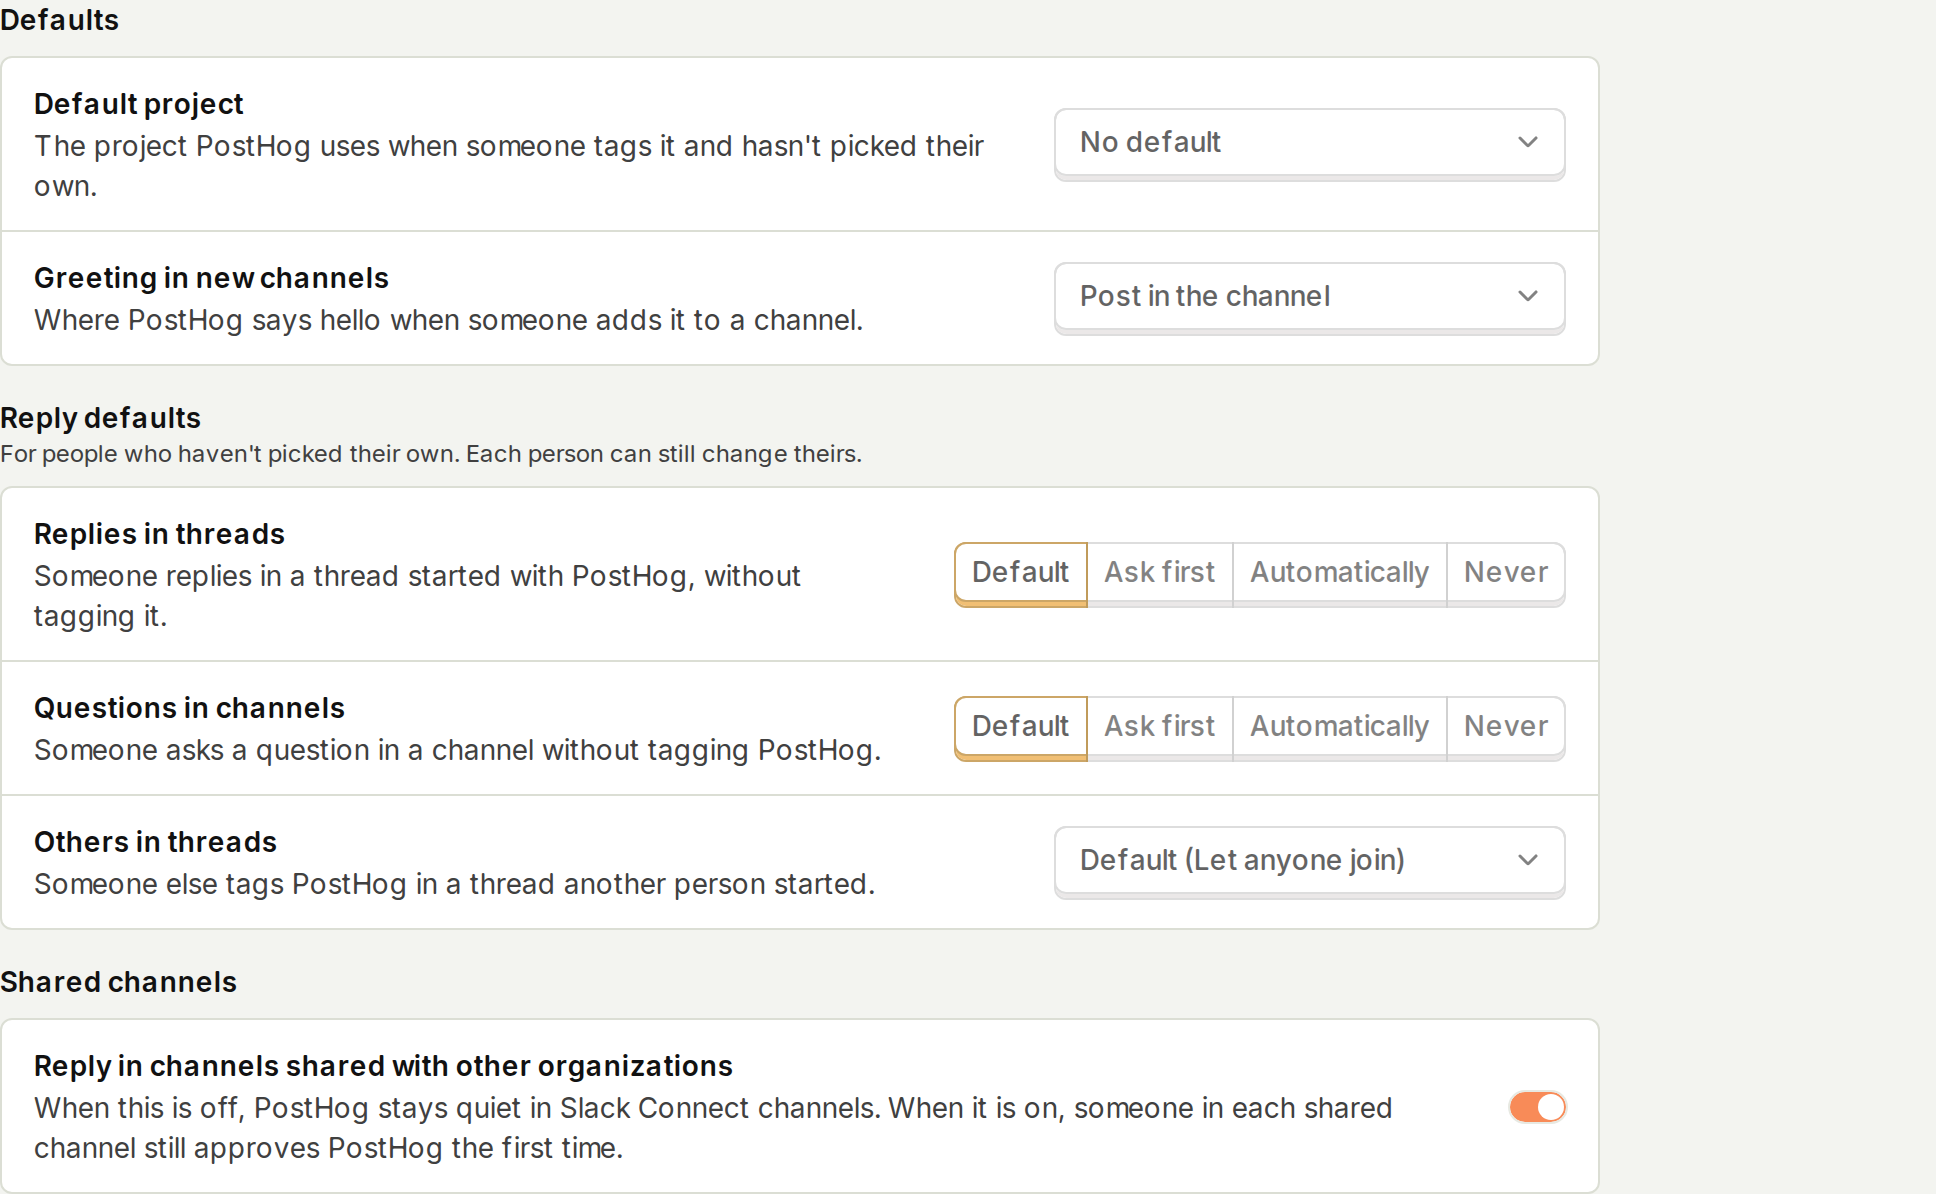 Defaults
Default project
The project PostHog uses when someone tags it and hasn't picked their
own.
No default
Greeting in new channels
Where PostHog says hello when someone adds it to a channel.
Post in the channel
Reply defaults
For people who haven't picked their own. Each person can still change theirs.
Replies in threads
Someone replies in a thread started with PostHog, without
tagging it.
Default Ask first Automatically Never
Questions in channels
Someone asks a question in a channel without tagging PostHog.
Default Ask first Automatically Never
Others in threads
Someone else tags PostHog in a thread another person started.
Default (Let anyone join)
Shared channels
Reply in channels shared with other organizations
When this is off, PostHog stays quiet in Slack Connect channels. When it is on, someone in each shared
channel still approves PostHog the first time.